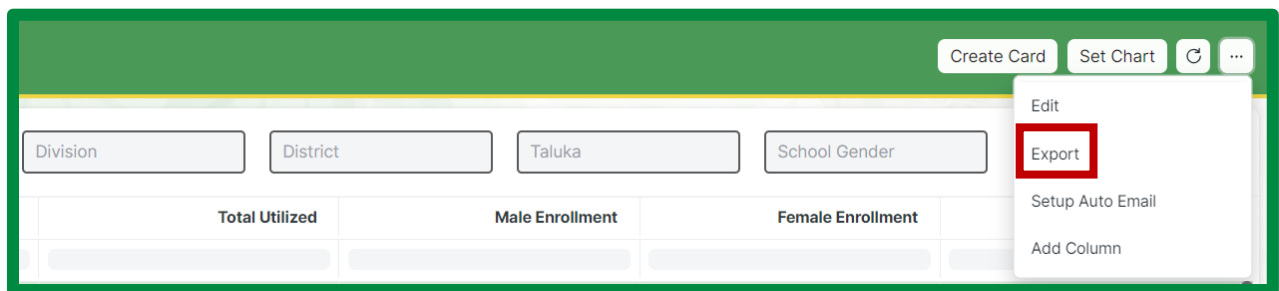 Create Card Set Chart ...
Edit
Division District Taluka School Gender
Export
Setup Auto Email
Total Utilized Male Enrollment Female Enrollment
Add Column